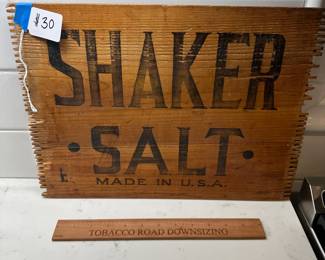 30
SHAKER
• SALT •
MADE IN U.S.A.
TOBACCO ROAD DOWNSIZING